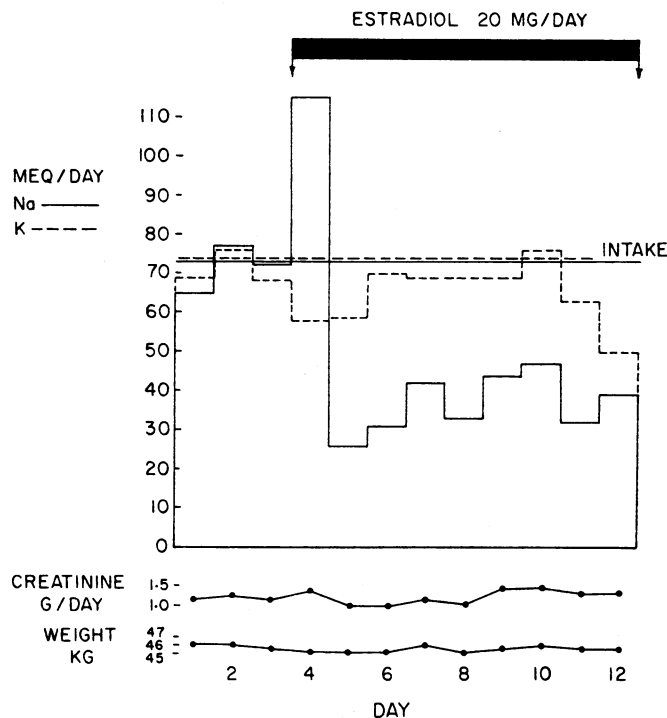 ESTRADIOL 20 MG/DAY
110
100
MEQ/DAY
90
Na
80
K
INTAKE
70
60
50
40
30
20
10
0
CREATININE
G/DAY
1.5
1.0
WEIGHT
KG
47
46
45
2 4 6 8 10 12
DAY